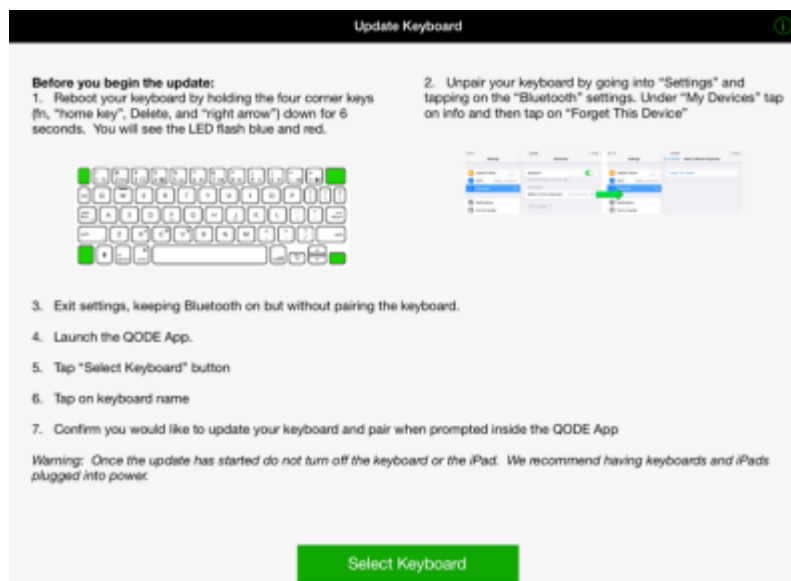 Update Keyboard
Before you begin the update:
1. Reboot your keyboard by holding the four corner keys
(fn, "home key", Delete, and "right arrow") down for 6
seconds. You will see the LED flash blue and red.
2. Unpair your keyboard by going into "Settings" and
tapping on the "Bluetooth" settings. Under "My Devices" tap
on info and then tap on "Forget This Device"
3. Exit settings, keeping Bluetooth on but without pairing the keyboard.
4. Launch the QODE App.
5. Tap "Select Keyboard" button
6. Tap on keyboard name
7. Confirm you would like to update your keyboard and pair when prompted inside the QODE App
Warning: Once the update has started do not turn off the keyboard or the iPad. We recommend having keyboards and iPads
plugged into power.
Select Keyboard